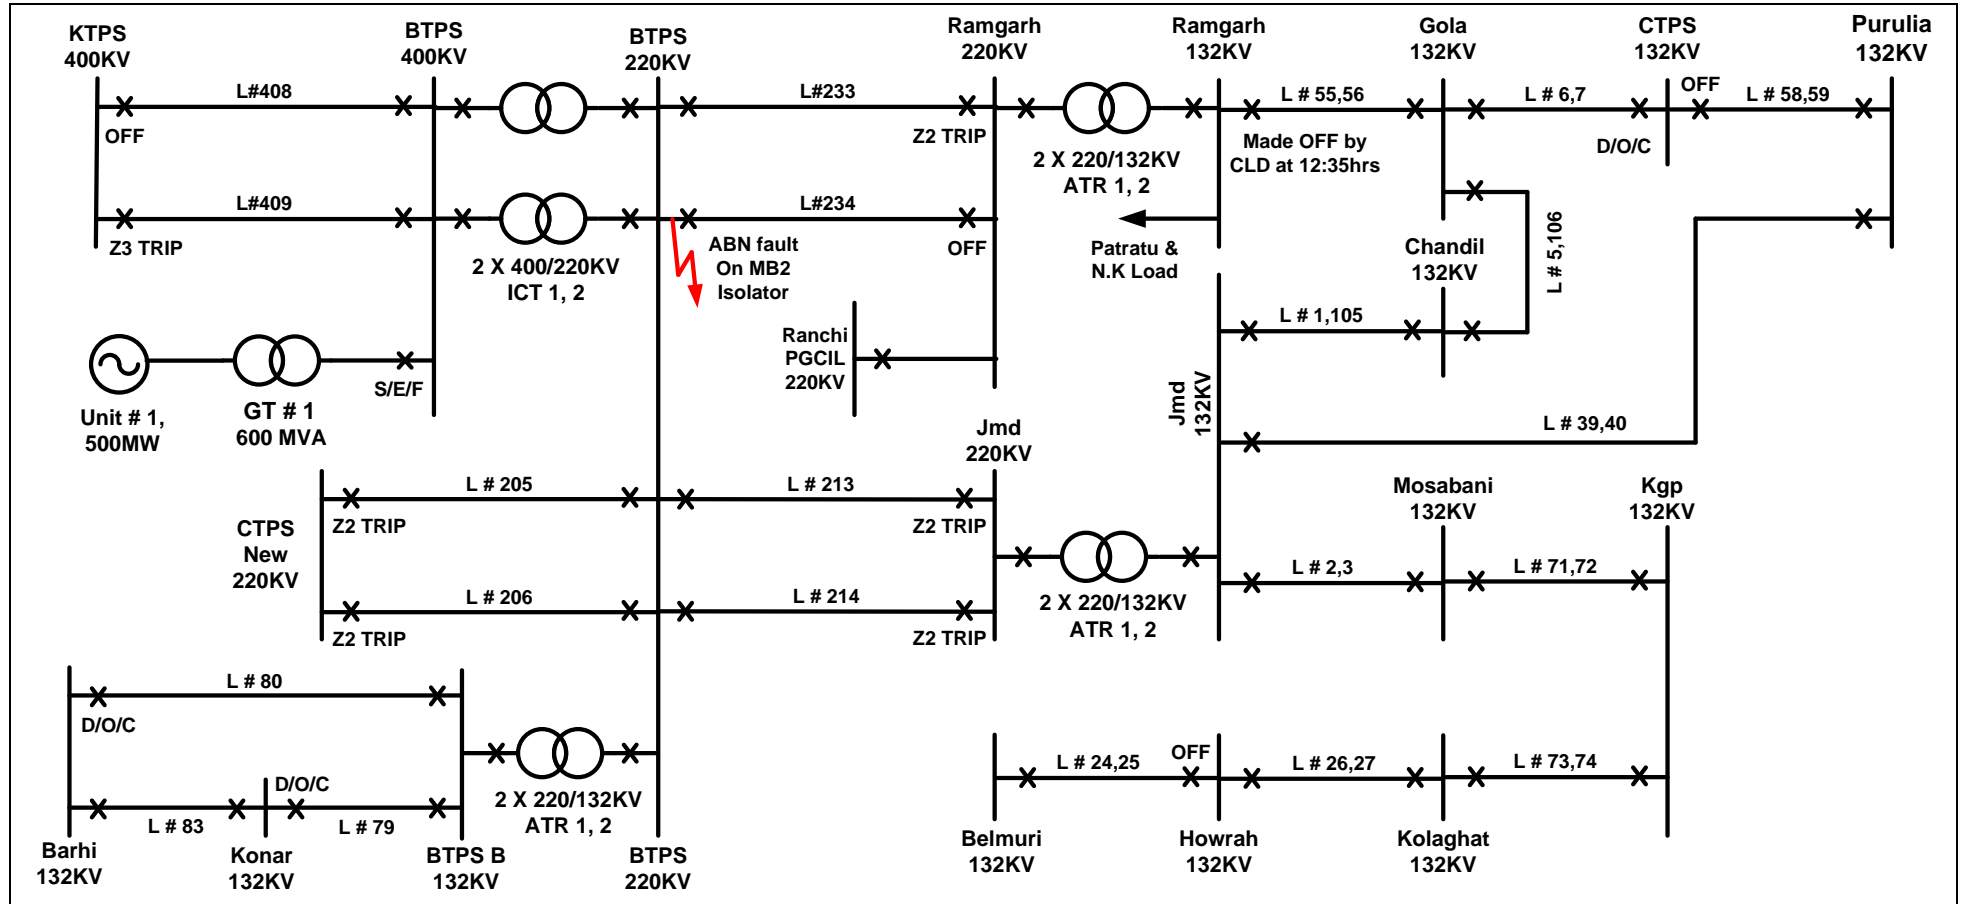 KTPS
400KV
BTPS
400KV
BTPS
220KV
Ramgarh
220KV
Ramgarh
132KV
Gola
132KV
CTPS
132KV
Purulia
132KV
L#408
OFF
L#233
Z2 TRIP
L # 55,56
Made OFF by
CLD at 12:35hrs
L # 6,7
D/O/C
OFF
L # 58,59
2 X 220/132KV
ATR 1, 2
L#409
Z3 TRIP
2 X 400/220KV
ICT 1, 2
ABN fault
On MB2
Isolator
L#234
OFF
Patratu &
N.K Load
Chandil
132KV
L # 5,106
Unit # 1,
500MW
GT # 1
600 MVA
S/E/F
Ranchi
PGCIL
220KV
L # 1,105
Jmd
132KV
L # 39,40
Jmd
220KV
CTPS
New
220KV
L # 205
Z2 TRIP
L # 213
Z2 TRIP
L # 206
Z2 TRIP
L # 214
Z2 TRIP
2 X 220/132KV
ATR 1, 2
Mosabani
132KV
Kgp
132KV
L # 2,3
L # 71,72
L # 80
D/O/C
D/O/C
L # 83
L # 79
2 X 220/132KV
ATR 1, 2
Barhi
132KV
Konar
132KV
BTPS B
132KV
BTPS
220KV
L # 24,25
OFF
L # 26,27
L # 73,74
Belmuri
132KV
Howrah
132KV
Kolaghat
132KV